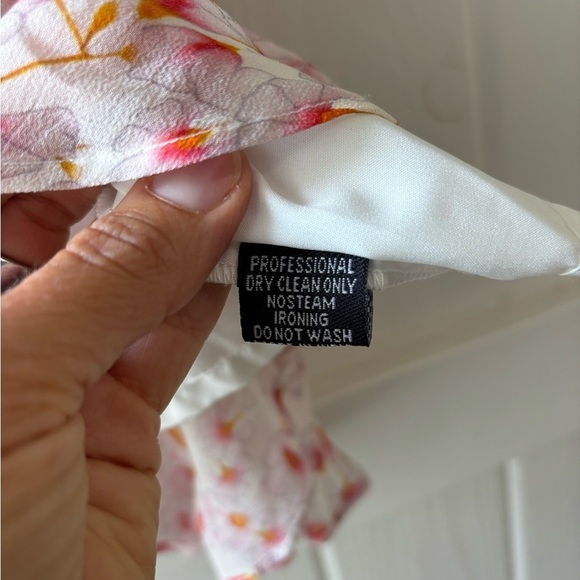 PROFESSIONAL
DRY CLEAN ONLY
NOSTEAM
IRONING
DO NOT WASH